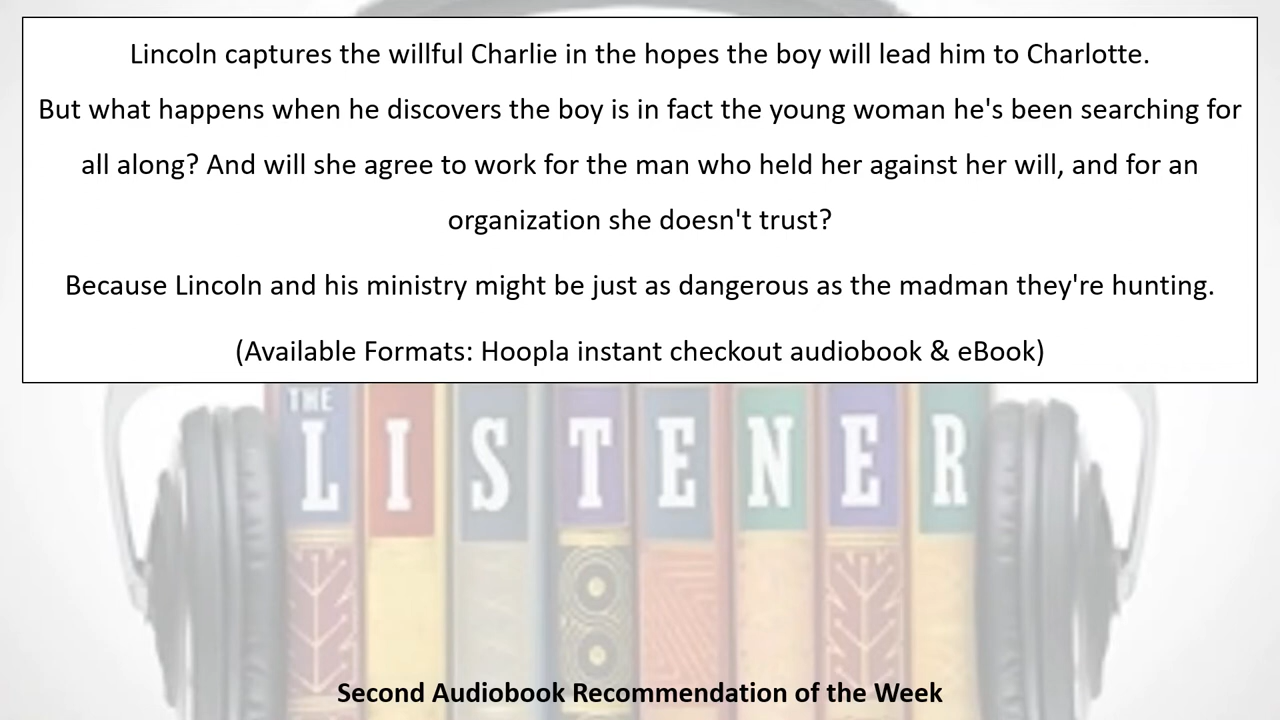 Lincoln captures the willful Charlie in the hopes the boy will lead him to Charlotte.
But what happens when he discovers the boy is in fact the young woman he's been searching for
all along? And will she agree to work for the man who held her against her will, and for an
organization she doesn't trust?
Because Lincoln and his ministry might be just as dangerous as the madman they're hunting.
(Available Formats: Hoopla instant checkout audiobook & eBook)
THE
LISTENER
Second Audiobook Recommendation of the Week